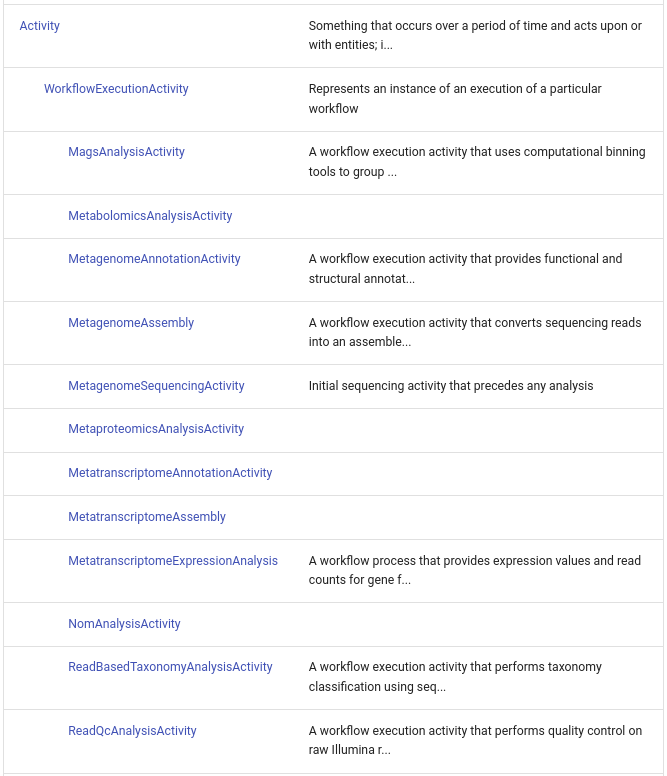 Activity
Something that occurs over a period of time and acts upon or
with entities; i...
WorkflowExecutionActivity
Represents an instance of an execution of a particular
workflow
MagsAnalysisActivity
A workflow execution activity that uses computational binning
tools to group ...
MetabolomicsAnalysisActivity
MetagenomeAnnotationActivity
A workflow execution activity that provides functional and
structural annotat...
MetagenomeAssembly
A workflow execution activity that converts sequencing reads
into an assemble...
MetagenomeSequencingActivity
Initial sequencing activity that precedes any analysis
MetaproteomicsAnalysisActivity
MetatranscriptomeAnnotationActivity
MetatranscriptomeAssembly
MetatranscriptomeExpressionAnalysis
A workflow process that provides expression values and read
counts for gene f...
NomAnalysisActivity
ReadBasedTaxonomyAnalysisActivity
A workflow execution activity that performs taxonomy
classification using seq...
ReadQcAnalysisActivity
A workflow execution activity that performs quality control on
raw Illumina r...